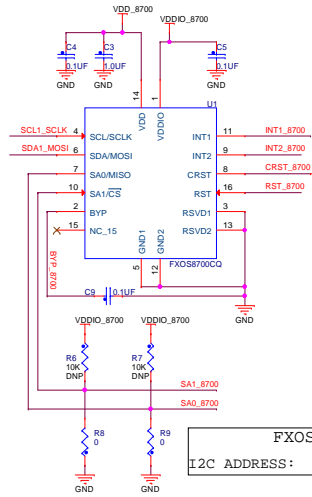 VDD_8700
VDDIO_8700
C4
0.1UF
C3
1.0UF
C5
0.1UF
GND
GND
GND
14
1
U1
VDD
VDDIO
SCL1_SCLK
4
SCL/SCLK
INT1
11
INT1_8700
SDA1_MOSI
6
SDA/MOSI
INT2
9
INT2_8700
7
SA0/MISO
CRST
8
CRST_8700
10
SA1/CS
RST
16
RST_8700
2
BYP
RSVD1
3
15
NC_15
RSVD2
13
GND1
GND2
5
12
FXOS8700CQ
BYP_8700
C9
0.1UF
GND
VDDIO_8700
VDDIO_8700
R6
10K
DNP
R7
10K
DNP
SA1_8700
SA0_8700
R8
0
R9
0
GND
GND
FXOS
I2C ADDRESS: